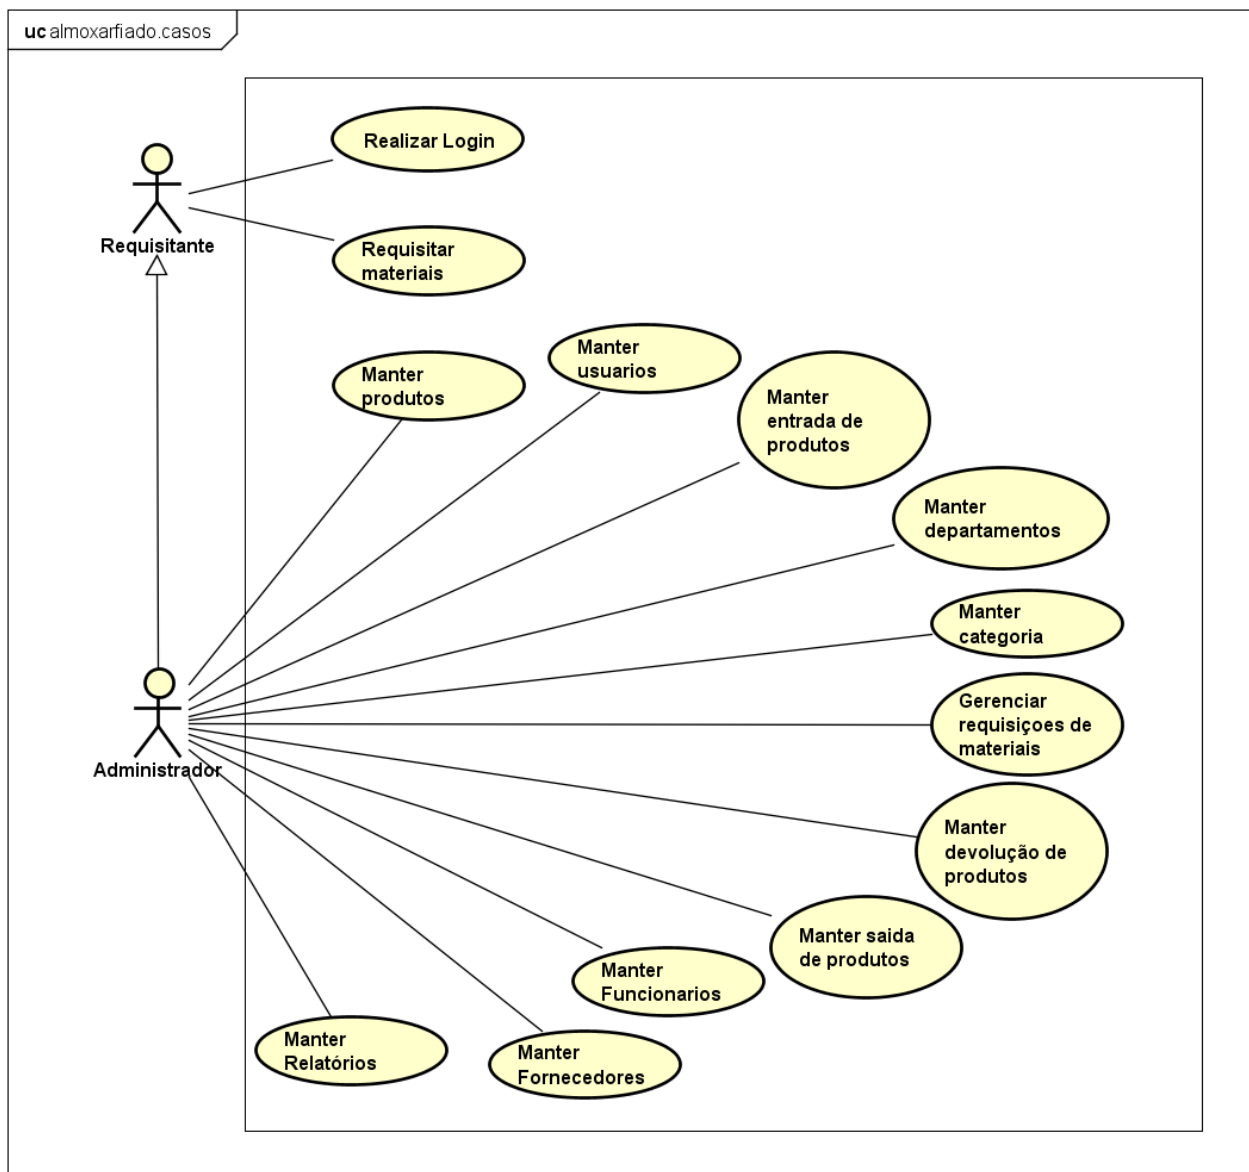 uc almoxarfiado.casos
Realizar Login
Requisitante
Requisitar
materiais
Manter
produtos
Manter
usuarios
Manter
entrada de
produtos
Manter
departamentos
Manter
categoria
Gerenciar
requisiçoes de
materiais
Administrador
Manter
devolução de
produtos
Manter saida
de produtos
Manter
Funcionarios
Manter
Relatórios
Manter
Fornecedores